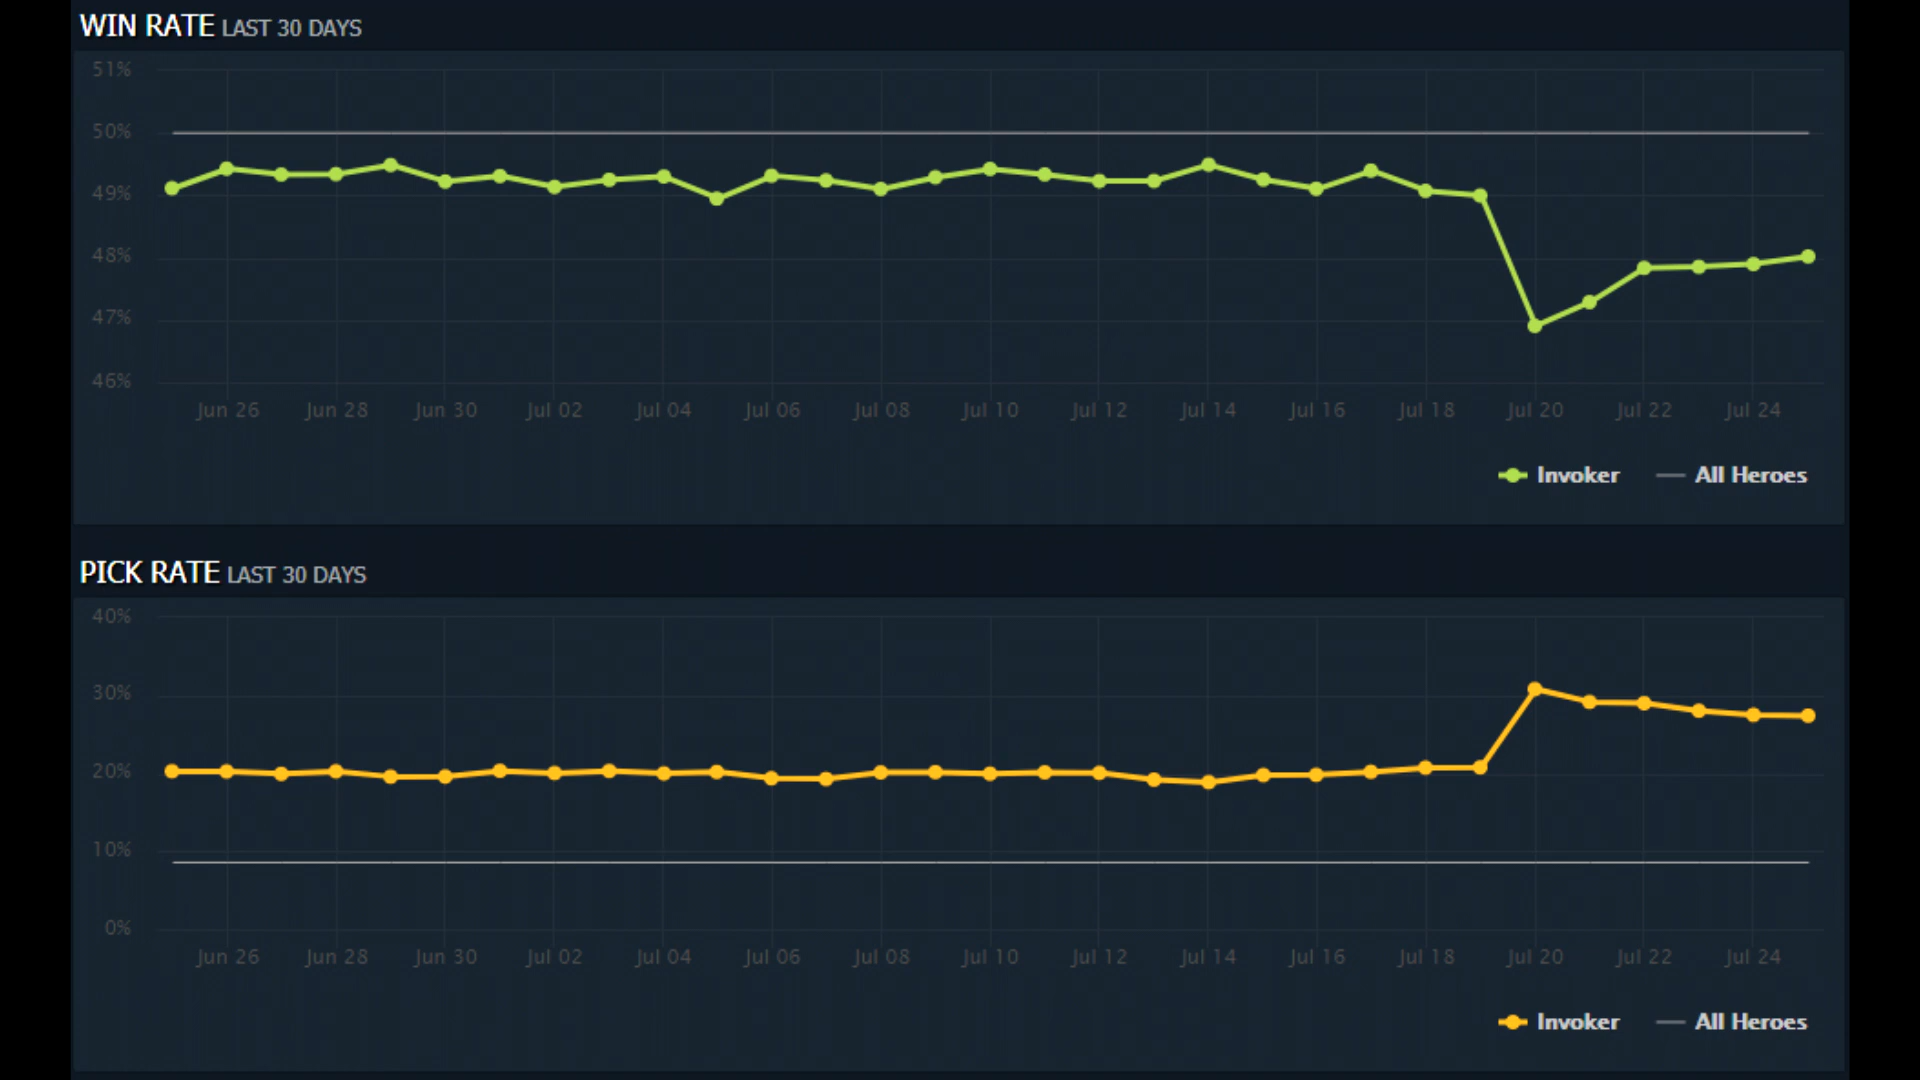 WIN RATE LAST 30 DAYS
51%
50%
49%
48%
47%
46%
Jun 26 Jun 28 Jun 30 Jul 02 Jul 04 Jul 06 Jul 08 Jul 10 Jul 12 Jul 14 Jul 16 Jul 18 Jul 20 Jul 22 Jul 24
Invoker All Heroes
PICK RATE LAST 30 DAYS
40%
30%
20%
10%
0%
Jun 26 Jun 28 Jun 30 Jul 02 Jul 04 Jul 06 Jul 08 Jul 10 Jul 12 Jul 14 Jul 16 Jul 18 Jul 20 Jul 22 Jul 24
Invoker All Heroes